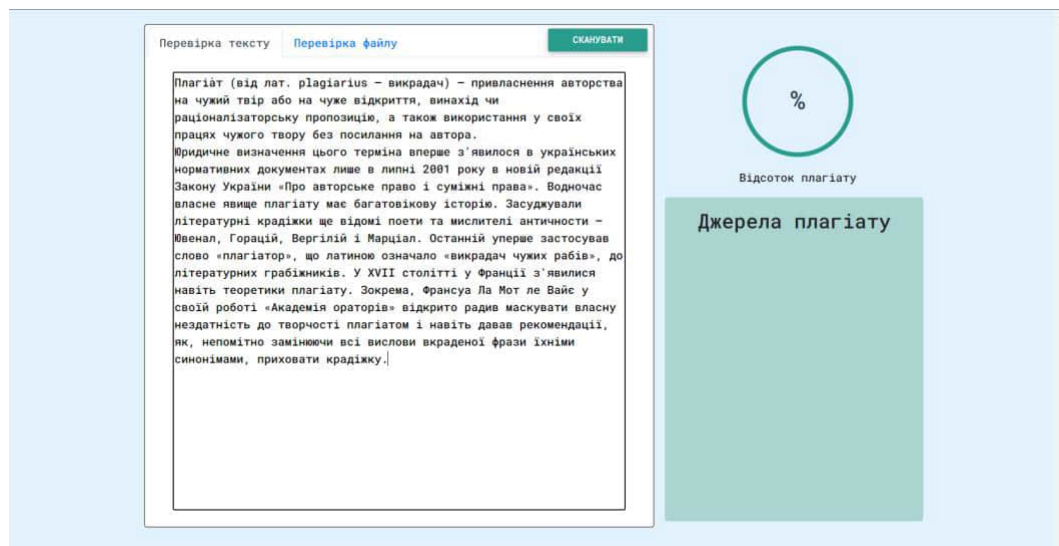 Перевірка тексту Перевірка файлу СКАНУВАТИ
Плагіа̀т (від лат. plagiarius – викрадач) – привласнення авторства
на чужий твір або на чуже відкриття, винахід чи
раціоналізаторську пропозицію, а також використання у своїх
працях чужого твору без посилання на автора.
Юридичне визначення цього терміна вперше з'явилося в українських
нормативних документах лише в липні 2001 року в новій редакції
Закону України «Про авторське право і суміжні права». Водночас
власне явище плагіату має багатовікову історію. Засуджували
літературні крадіжки ще відомі поети та мислителі античности –
Ювенал, Горацій, Вергілій і Марціал. Останній уперше застосував
слово «плагіатор», що латиною означало «викрадач чужих рабів», до
літературних грабіжників. У XVII столітті у Франції з'явилися
навіть теоретики плагіату. Зокрема, Франсуа Ла Мот ле Вайє у
своїй роботі «Академія ораторів» відкрито радив маскувати власну
нездатність до творчості плагіатом і навіть давав рекомендації,
як, непомітно замінюючи всі вислови вкраденої фрази їхніми
синонімами, приховати крадіжку.
%
Відсоток плагіату
Джерела плагіату